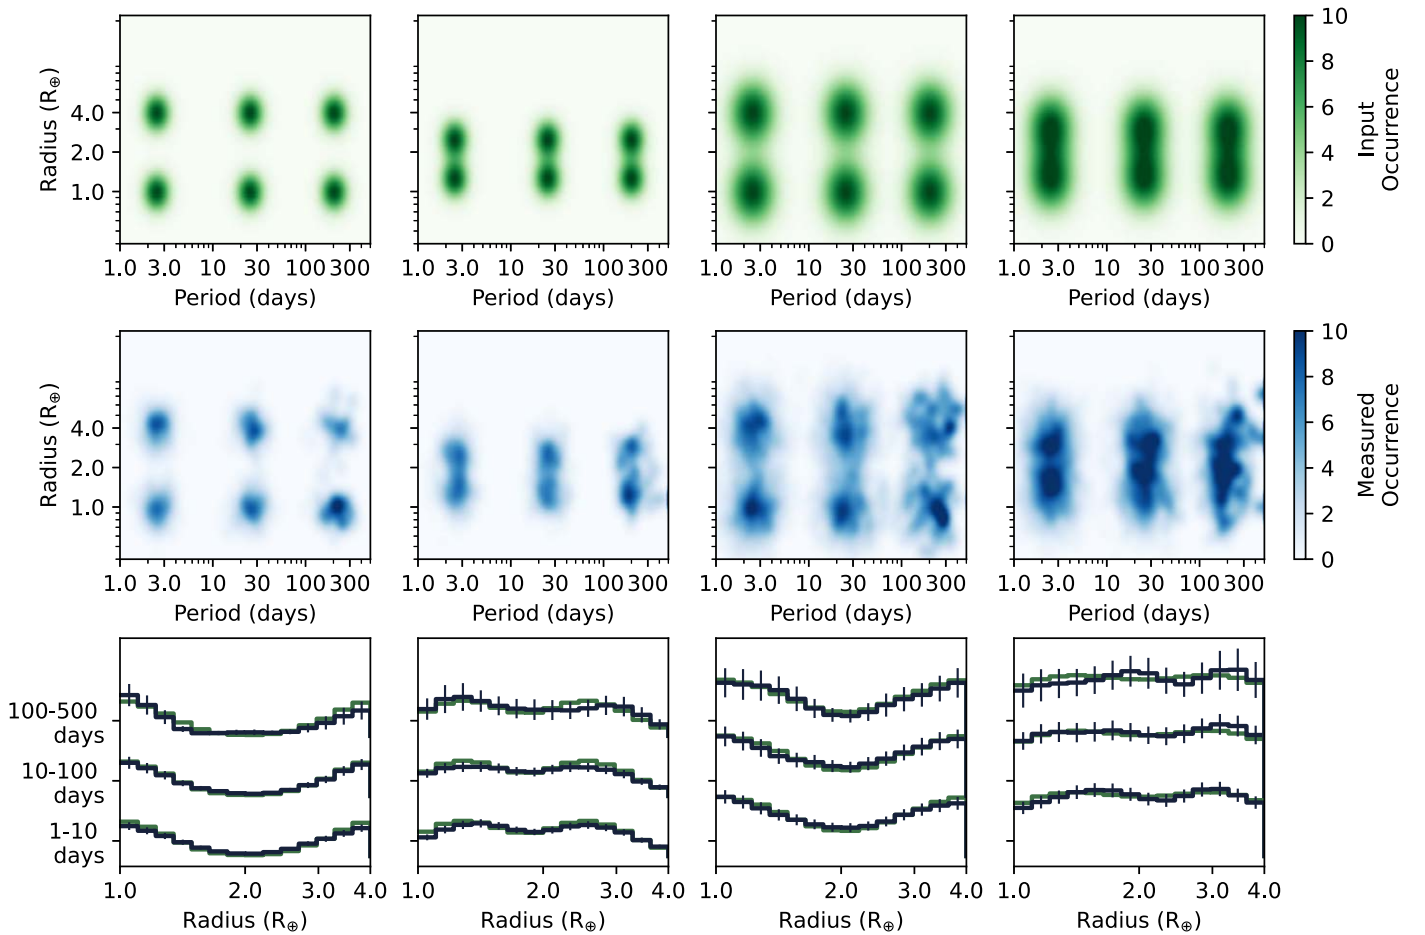 10
8
6
4
2
0
Input
Occurrence
Radius (R⊕)
4.0
2.0
1.0
1.0 3.0 10 30 100 300
1.0 3.0 10 30 100 300
1.0 3.0 10 30 100 300
1.0 3.0 10 30 100 300
Period (days)
Period (days)
Period (days)
Period (days)
10
8
6
4
2
0
Measured
Occurrence
Radius (R⊕)
4.0
2.0
1.0
1.0 3.0 10 30 100 300
1.0 3.0 10 30 100 300
1.0 3.0 10 30 100 300
1.0 3.0 10 30 100 300
Period (days)
Period (days)
Period (days)
Period (days)
100-500
days
10-100
days
1-10
days
1.0 2.0 3.0 4.0
1.0 2.0 3.0 4.0
1.0 2.0 3.0 4.0
1.0 2.0 3.0 4.0
Radius (R⊕)
Radius (R⊕)
Radius (R⊕)
Radius (R⊕)